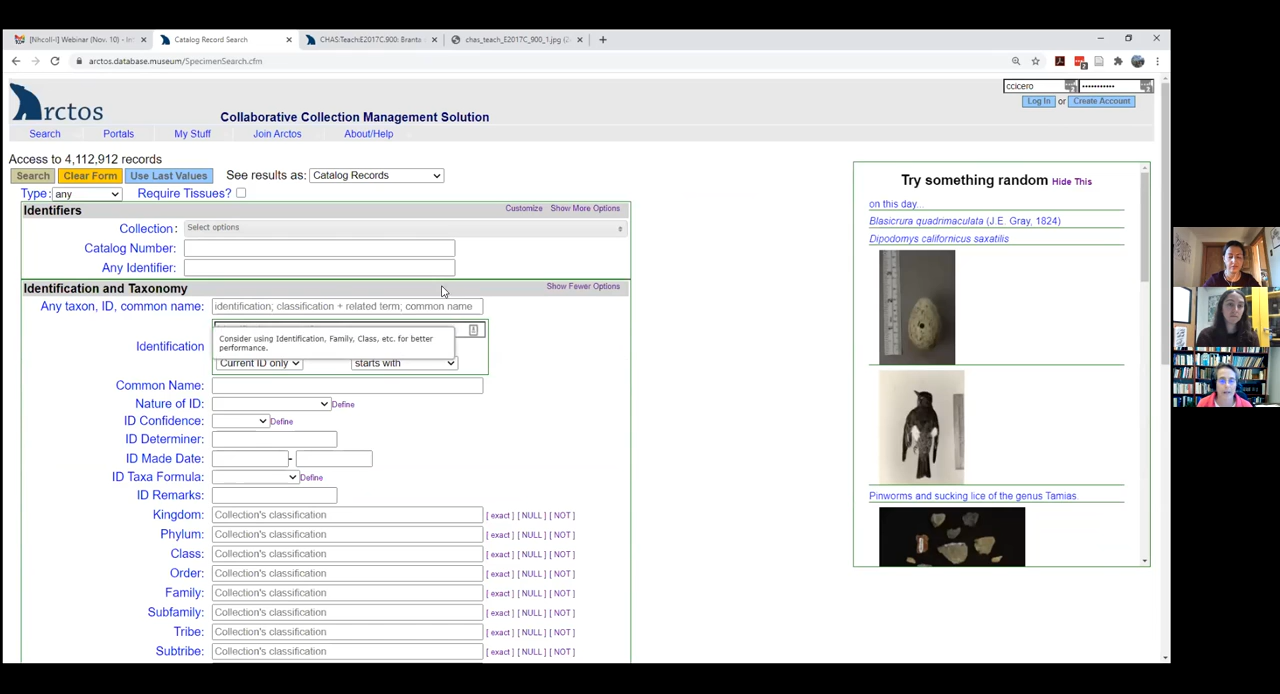 [Nhcoll-l] Webinar (Nov. 10) - In
Catalog Record Search
CHAS:Teach:E2017C.900: Branta
chas_teach_E2017C_900_1.jpg (2
arctos.database.museum/SpecimenSearch.cfm
ccicero
Log In or Create Account
Arctos
Collaborative Collection Management Solution
Search Portals My Stuff Join Arctos About/Help
Access to 4,112,912 records
Search Clear Form Use Last Values See results as: Catalog Records
Type: any Require Tissues?
Identifiers Customize Show More Options
Collection: Select options
Catalog Number:
Any Identifier:
Identification and Taxonomy Show Fewer Options
Any taxon, ID, common name: identification; classification + related term; common name
Consider using Identification, Family, Class, etc. for better
performance.
Identification
Current ID only starts with
Common Name:
Nature of ID: Define
ID Confidence: Define
ID Determiner:
ID Made Date: -
ID Taxa Formula: Define
ID Remarks:
Kingdom: Collection's classification [ exact ] [ NULL ] [ NOT ]
Phylum: Collection's classification [ exact ] [ NULL ] [ NOT ]
Class: Collection's classification [ exact ] [ NULL ] [ NOT ]
Order: Collection's classification [ exact ] [ NULL ] [ NOT ]
Family: Collection's classification [ exact ] [ NULL ] [ NOT ]
Subfamily: Collection's classification [ exact ] [ NULL ] [ NOT ]
Tribe: Collection's classification [ exact ] [ NULL ] [ NOT ]
Subtribe: Collection's classification [ exact ] [ NULL ] [ NOT ]
Try something random Hide This
on this day...
Blasicrura quadrimaculata (J.E. Gray, 1824)
Dipodomys californicus saxatilis
Pinworms and sucking lice of the genus Tamias